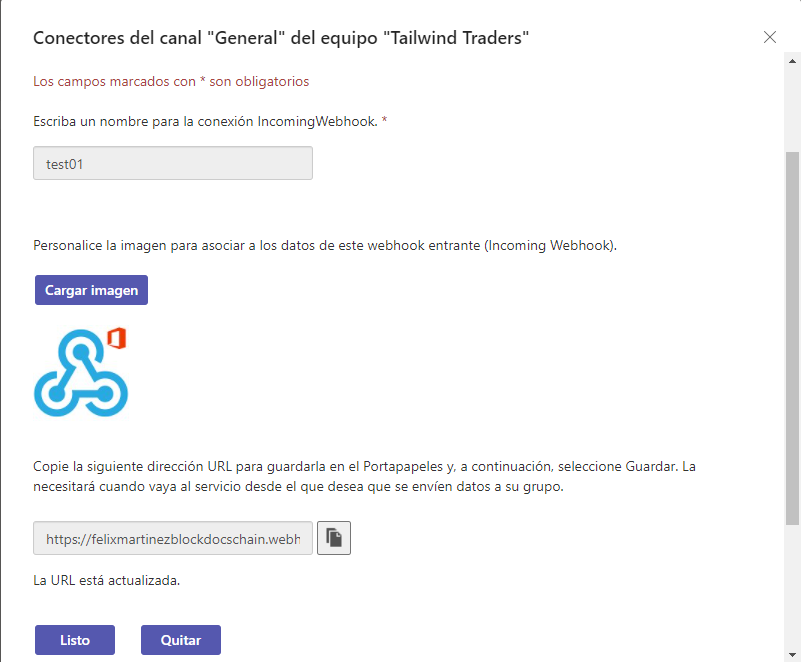 Conectores del canal "General" del equipo "Tailwind Traders"
Los campos marcados con * son obligatorios
Escriba un nombre para la conexión IncomingWebhook. *
test01
Personalice la imagen para asociar a los datos de este webhook entrante (Incoming Webhook).
Cargar imagen
Copie la siguiente dirección URL para guardarla en el Portapapeles y, a continuación, seleccione Guardar. La
necesitará cuando vaya al servicio desde el que desea que se envíen datos a su grupo.
https://felixmartinezblockdocschain.webh
La URL está actualizada.
Listo
Quitar